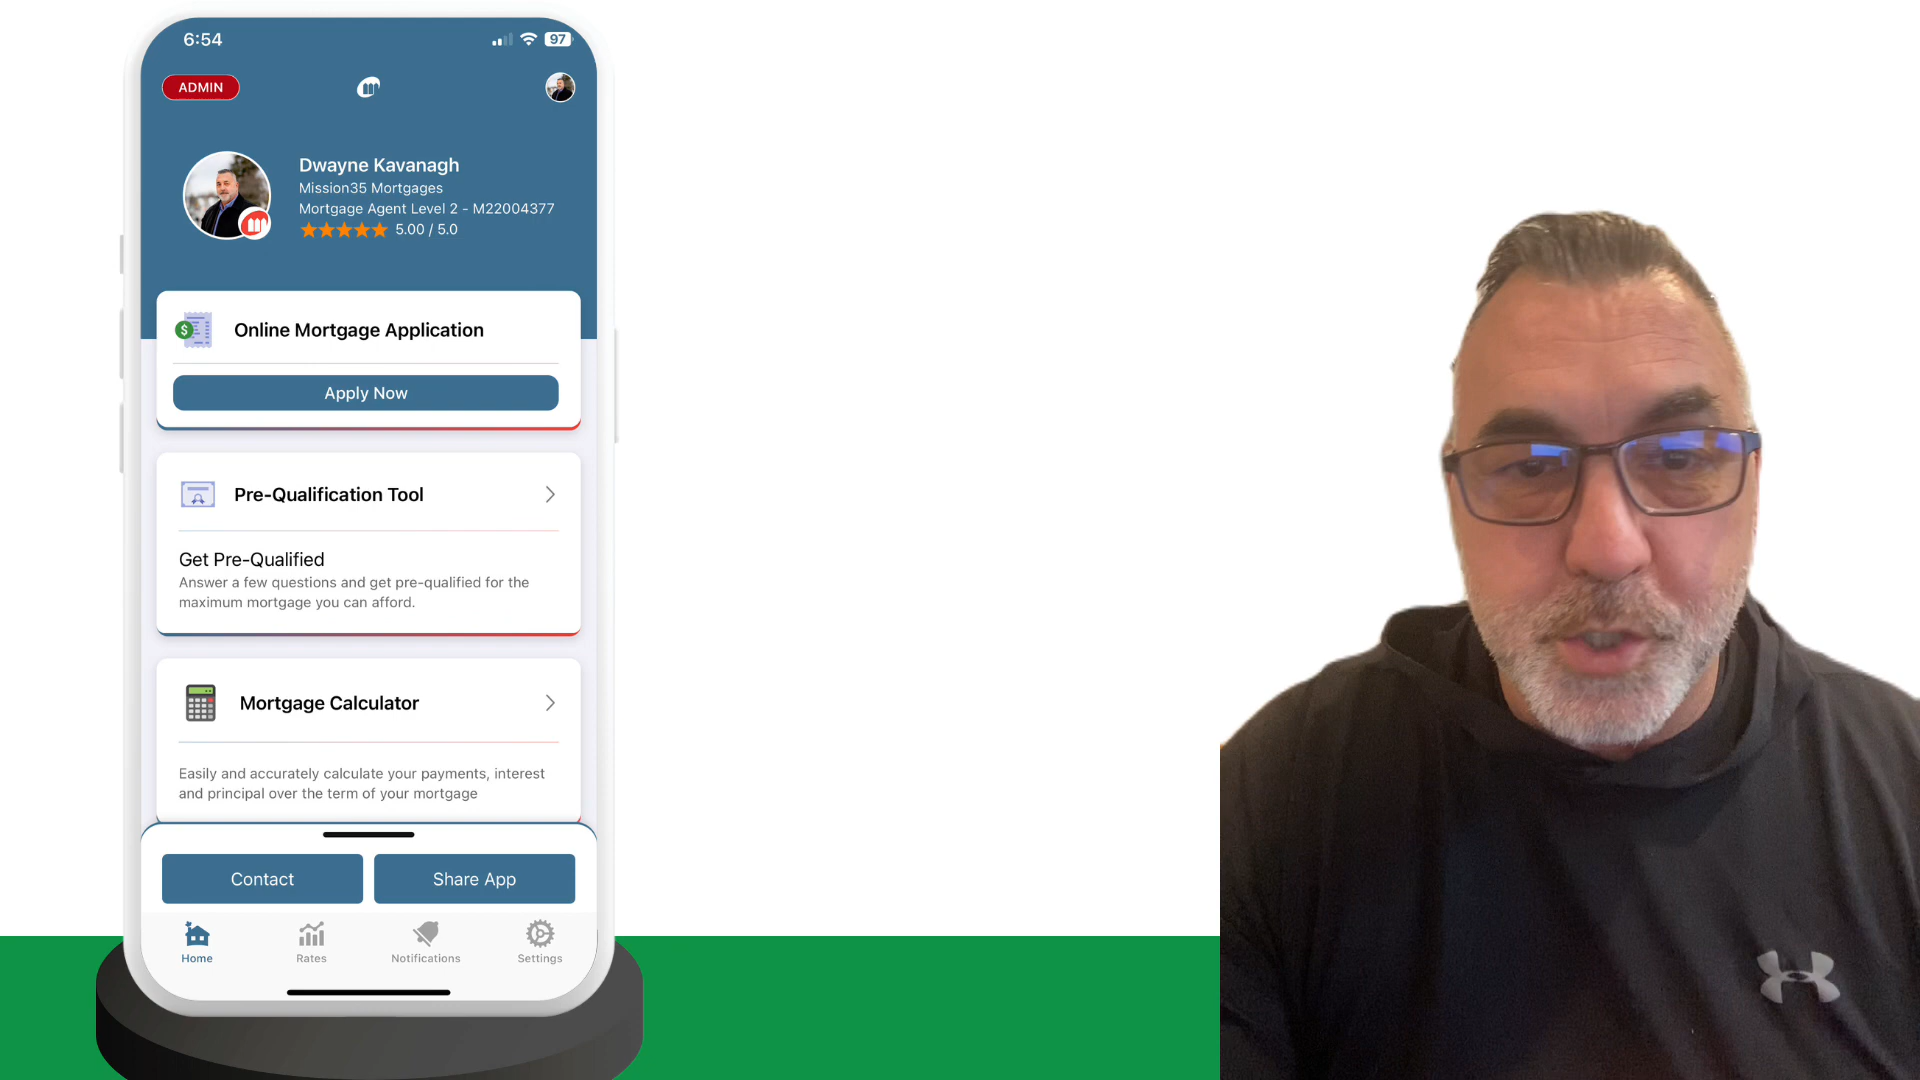 6:54
97
ADMIN
Dwayne Kavanagh
Mission35 Mortgages
Mortgage Agent Level 2 - M22004377
5.00 / 5.0
Online Mortgage Application
Apply Now
Pre-Qualification Tool
Get Pre-Qualified
Answer a few questions and get pre-qualified for the
maximum mortgage you can afford.
Mortgage Calculator
Easily and accurately calculate your payments, interest
and principal over the term of your mortgage
Contact
Share App
Home
Rates
Notifications
Settings